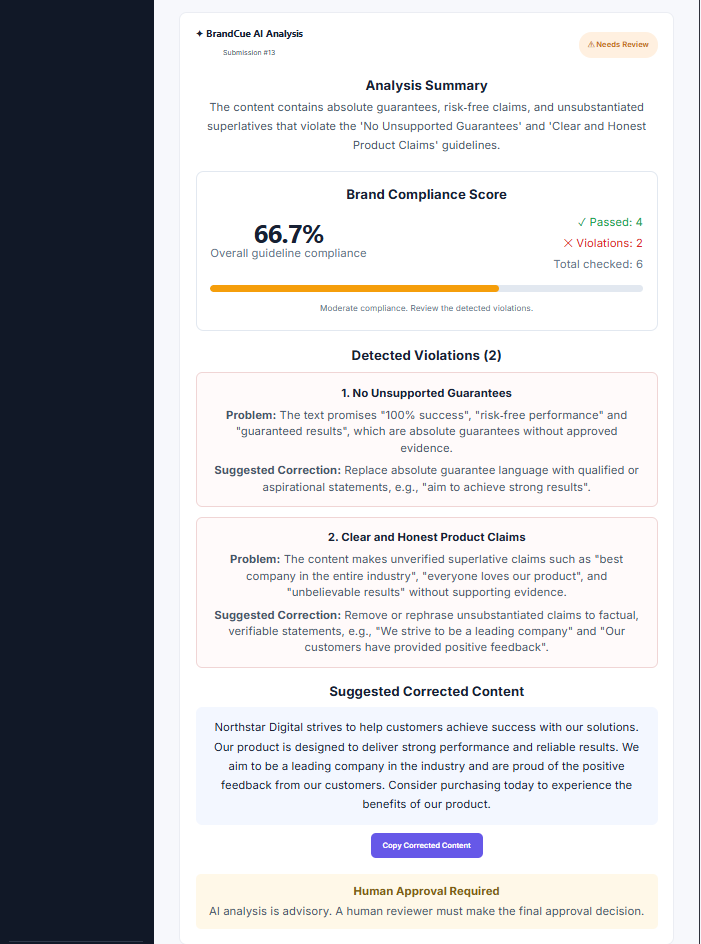 ✦ BrandCue AI Analysis
Submission #13
⚠ Needs Review
Analysis Summary
The content contains absolute guarantees, risk-free claims, and unsubstantiated
superlatives that violate the 'No Unsupported Guarantees' and 'Clear and Honest
Product Claims' guidelines.
Brand Compliance Score
66.7%
Overall guideline compliance
✓ Passed: 4
✕ Violations: 2
Total checked: 6
Moderate compliance. Review the detected violations.
Detected Violations (2)
1. No Unsupported Guarantees
Problem: The text promises "100% success", "risk-free performance" and
"guaranteed results", which are absolute guarantees without approved
evidence.
Suggested Correction: Replace absolute guarantee language with qualified or
aspirational statements, e.g., "aim to achieve strong results".
2. Clear and Honest Product Claims
Problem: The content makes unverified superlative claims such as "best
company in the entire industry", "everyone loves our product", and
"unbelievable results" without supporting evidence.
Suggested Correction: Remove or rephrase unsubstantiated claims to factual,
verifiable statements, e.g., "We strive to be a leading company" and "Our
customers have provided positive feedback".
Suggested Corrected Content
Northstar Digital strives to help customers achieve success with our solutions.
Our product is designed to deliver strong performance and reliable results. We
aim to be a leading company in the industry and are proud of the positive
feedback from our customers. Consider purchasing today to experience the
benefits of our product.
Copy Corrected Content
Human Approval Required
AI analysis is advisory. A human reviewer must make the final approval decision.